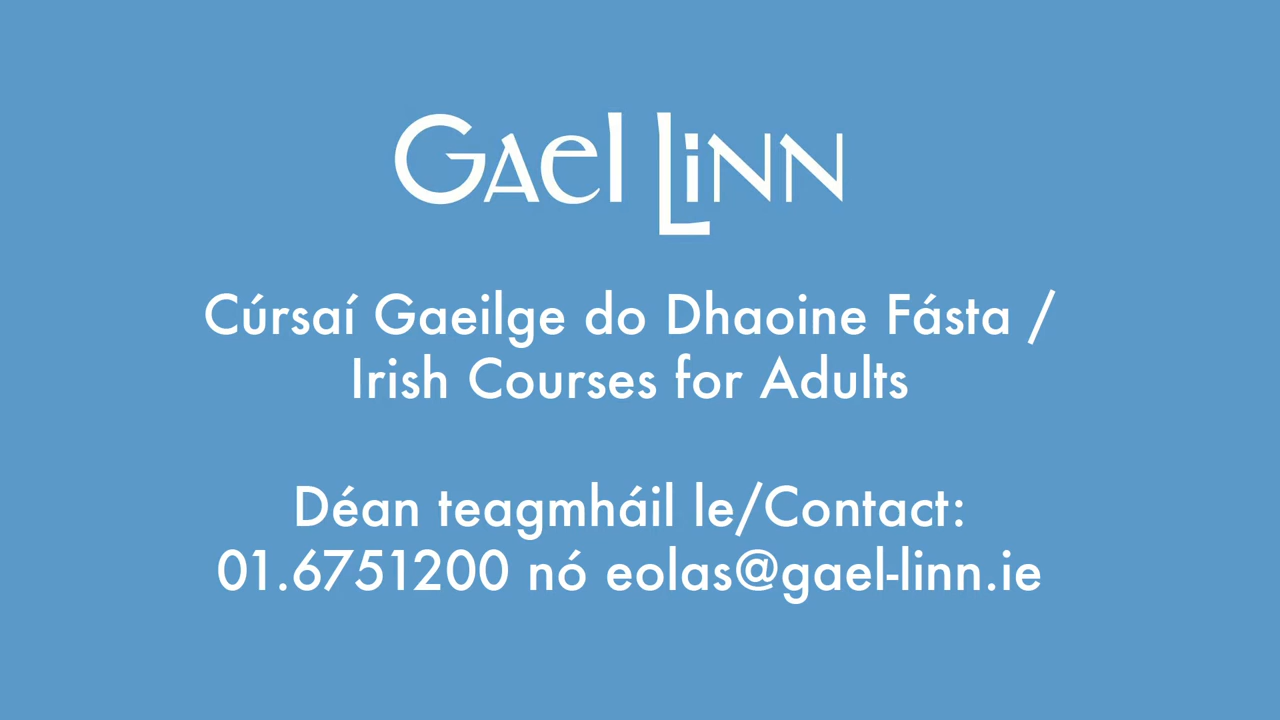 Gael Linn
Cúrsaí Gaeilge do Dhaoine Fásta /
Irish Courses for Adults
Déan teagmháil le/Contact:
01.6751200 nó eolas@gael-linn.ie